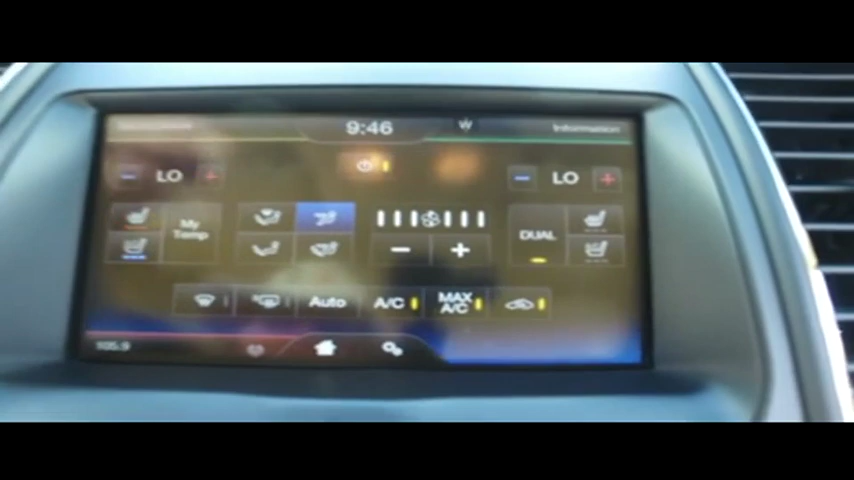 9:46
W
Information
LO
LO
My
Temp
DUAL
Auto
A/C
MAX
A/C
105.9